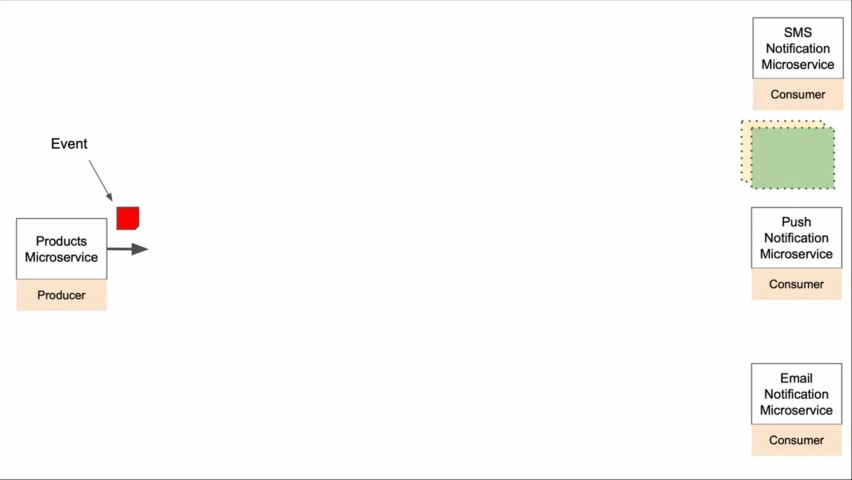 SMS
Notification
Microservice
Consumer
Event
Products
Microservice
Producer
Push
Notification
Microservice
Consumer
Email
Notification
Microservice
Consumer